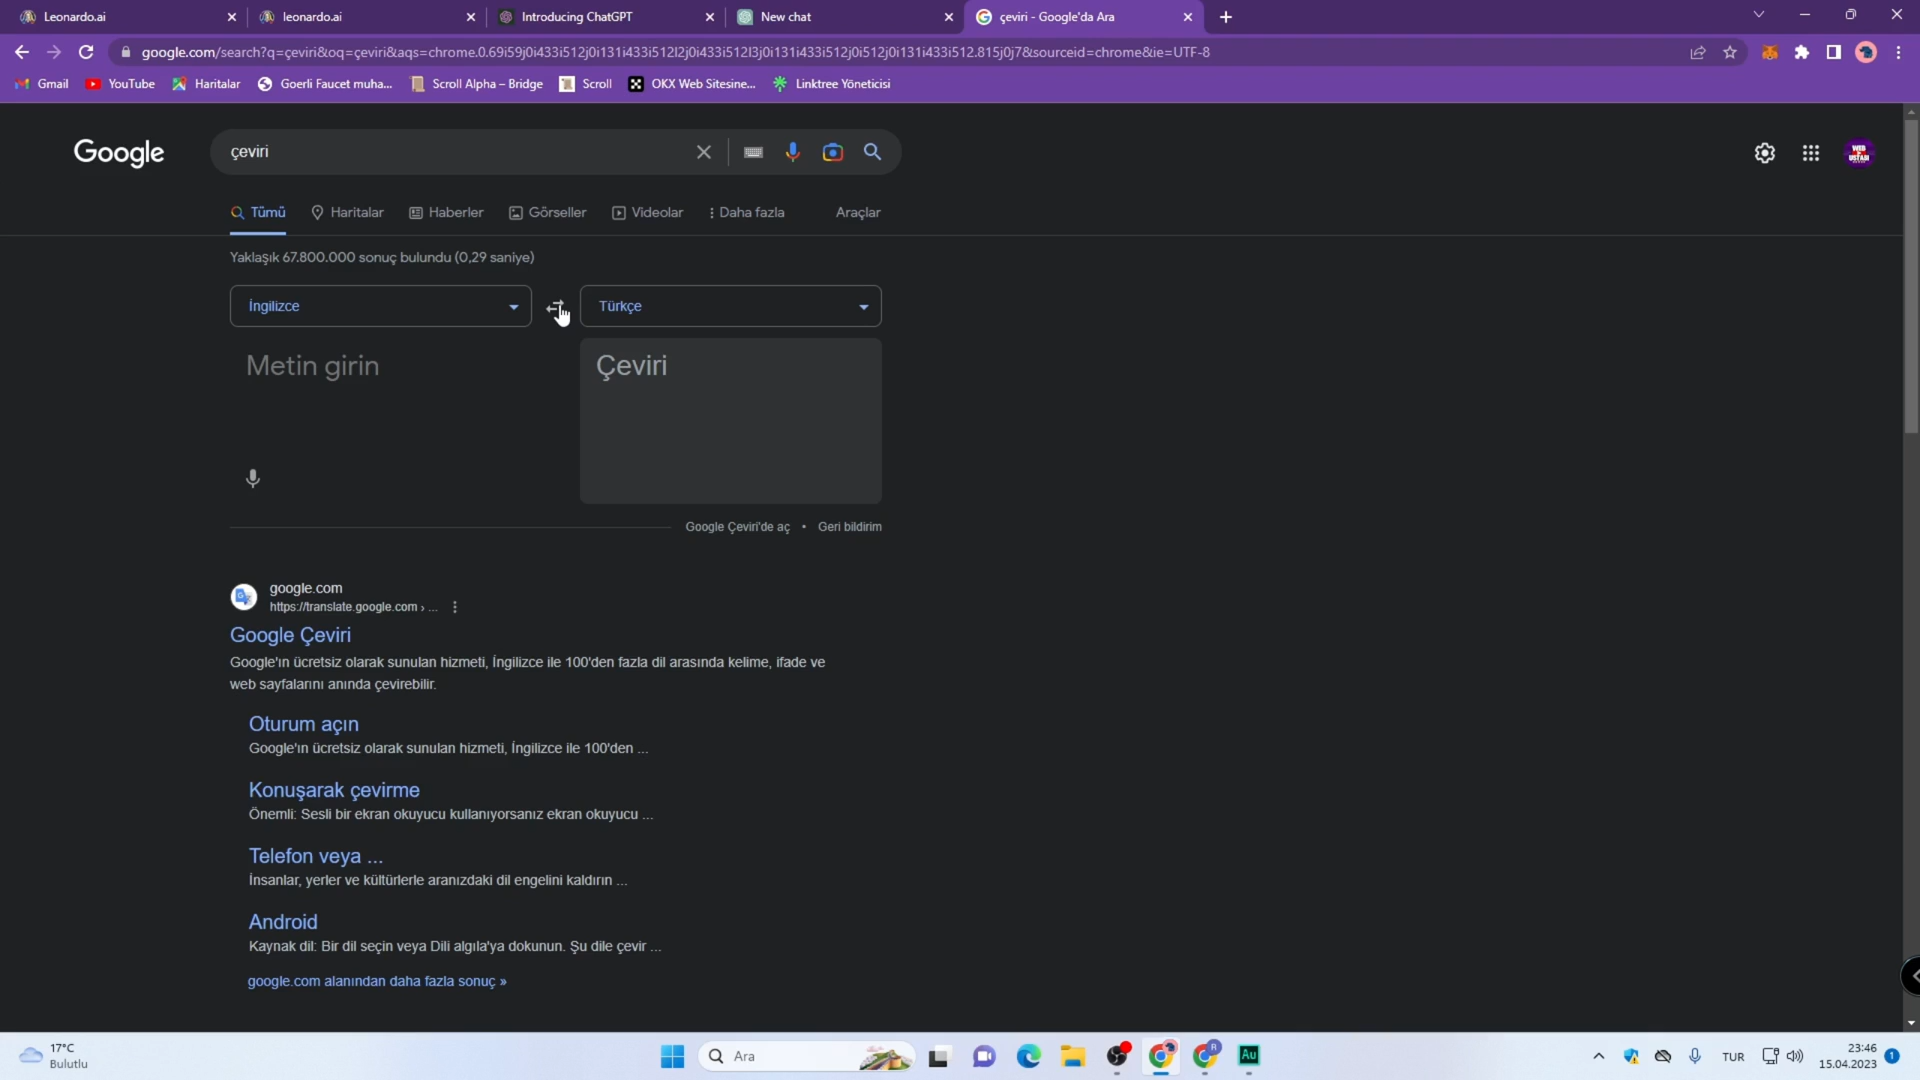 Leonardo.ai
leonardo.ai
Introducing ChatGPT
New chat
çeviri - Google'da Ara
google.com/search?q=çeviri&oq=çeviri&aqs=chrome.0.69i59j0i433i512j0i131i433i512l2j0i433i512l3j0i131i433i512j0i512j0i131i433i512.815j0j7&sourceid=chrome&ie=UTF-8
Gmail
YouTube
Haritalar
Goerli Faucet muha...
Scroll Alpha – Bridge
Scroll
OKX Web Sitesine...
Linktree Yöneticisi
Google
çeviri
WEB USTASI
Tümü
Haritalar
Haberler
Görseller
Videolar
Daha fazla
Araçlar
Yaklaşık 67.800.000 sonuç bulundu (0,29 saniye)
İngilizce
Türkçe
Metin girin
Çeviri
Google Çeviri'de aç • Geri bildirim
google.com
https://translate.google.com › ...
Google Çeviri
Google'ın ücretsiz olarak sunulan hizmeti, İngilizce ile 100'den fazla dil arasında kelime, ifade ve
web sayfalarını anında çevirebilir.
Oturum açın
Google'ın ücretsiz olarak sunulan hizmeti, İngilizce ile 100'den ...
Konuşarak çevirme
Önemli: Sesli bir ekran okuyucu kullanıyorsanız ekran okuyucu ...
Telefon veya ...
İnsanlar, yerler ve kültürlerle aranızdaki dil engelini kaldırın ...
Android
Kaynak dil: Bir dil seçin veya Dili algıla'ya dokunun. Şu dile çevir ...
google.com alanından daha fazla sonuç »
17°C
Bulutlu
Ara
R
Au
TUR
23:46
15.04.2023
1